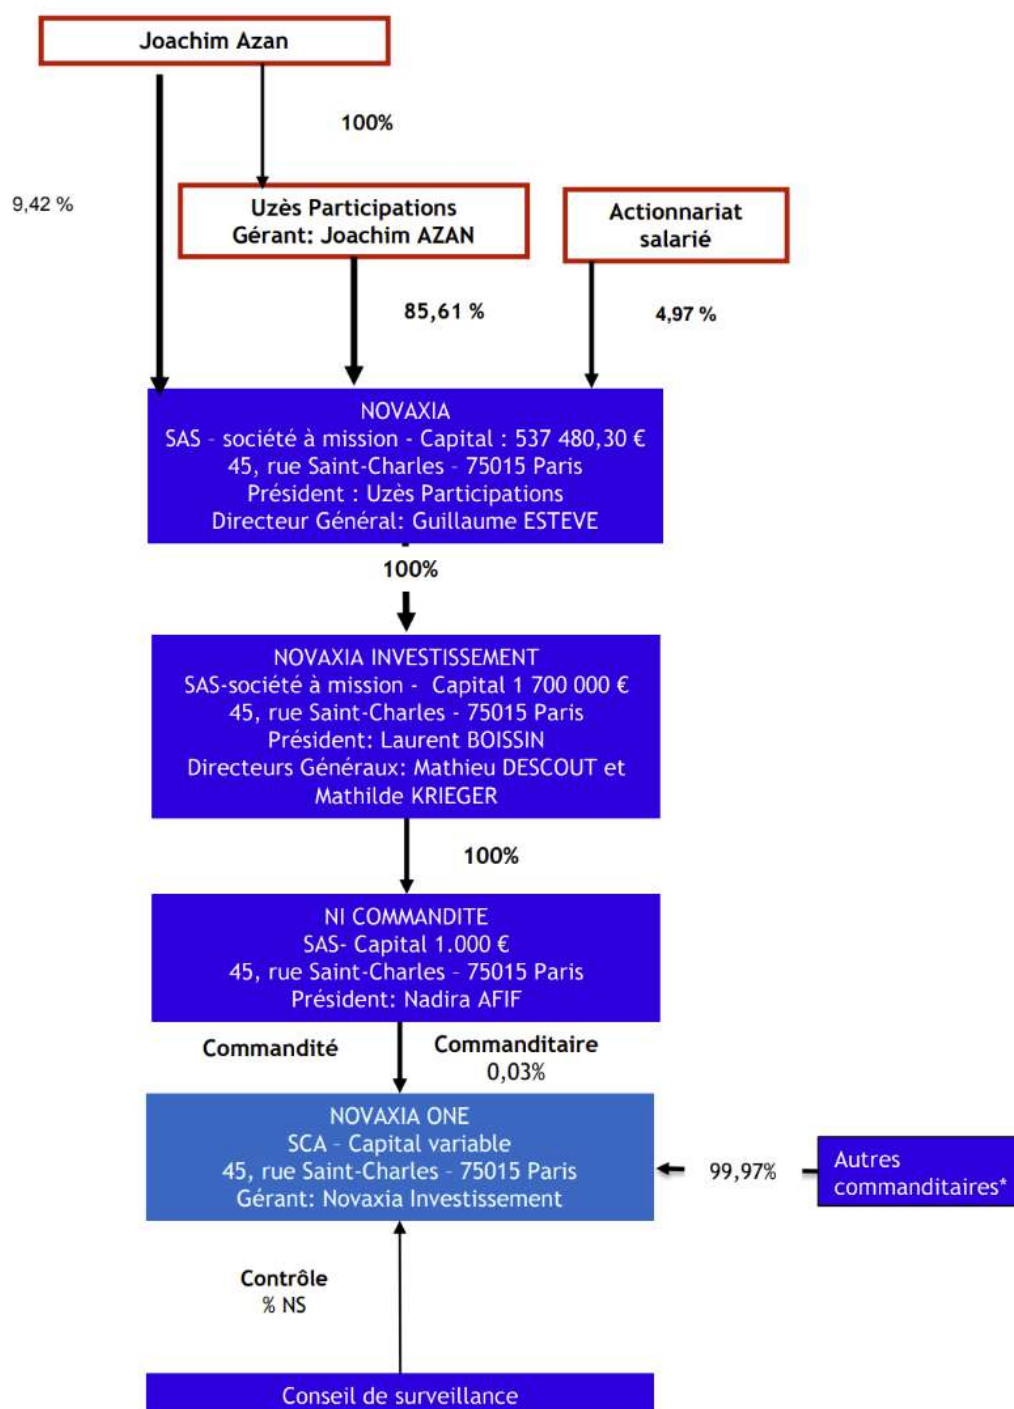 Joachim Azan
100%
9,42 %
Uzès Participations
Gérant: Joachim AZAN
Actionnariat
salarié
85,61 %
4,97 %
NOVAXIA
SAS – société à mission - Capital : 537 480,30 €
45, rue Saint-Charles – 75015 Paris
Président : Uzès Participations
Directeur Général: Guillaume ESTEVE
100%
NOVAXIA INVESTISSEMENT
SAS-société à mission - Capital 1 700 000 €
45, rue Saint-Charles - 75015 Paris
Président: Laurent BOISSIN
Directeurs Généraux: Mathieu DESCOUT et
Mathilde KRIEGER
100%
NI COMMANDITE
SAS- Capital 1.000 €
45, rue Saint-Charles – 75015 Paris
Président: Nadira AFIF
Commandité
Commanditaire
0,03%
NOVAXIA ONE
SCA – Capital variable
45, rue Saint-Charles – 75015 Paris
Gérant: Novaxia Investissement
99,97%
Autres
commanditaires*
Contrôle
% NS
Conseil de surveillance